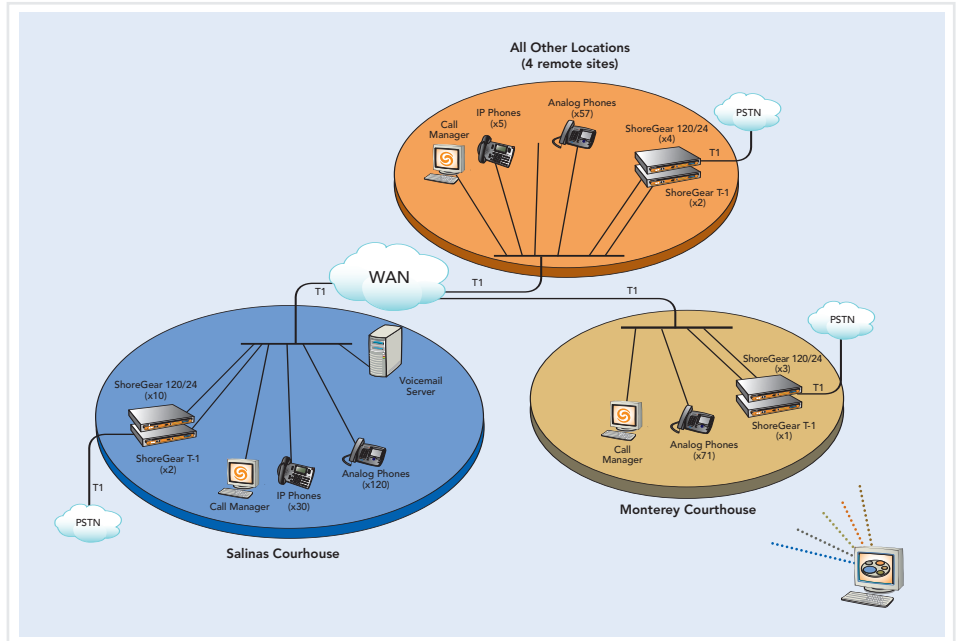 All Other Locations
(4 remote sites)
Call
Manager
IP Phones
(x5)
Analog Phones
(x57)
ShoreGear 120/24
(x4)
T1
PSTN
ShoreGear T-1
(x2)
WAN
T1
T1
T1
ShoreGear 120/24
(x10)
ShoreGear T-1
(x2)
T1
PSTN
Call Manager
IP Phones
(x30)
Analog Phones
(x120)
Voicemail
Server
Salinas Courhouse
PSTN
ShoreGear 120/24
(x3)
T1
ShoreGear T-1
(x1)
Call
Manager
Analog Phones
(x71)
Monterey Courthouse